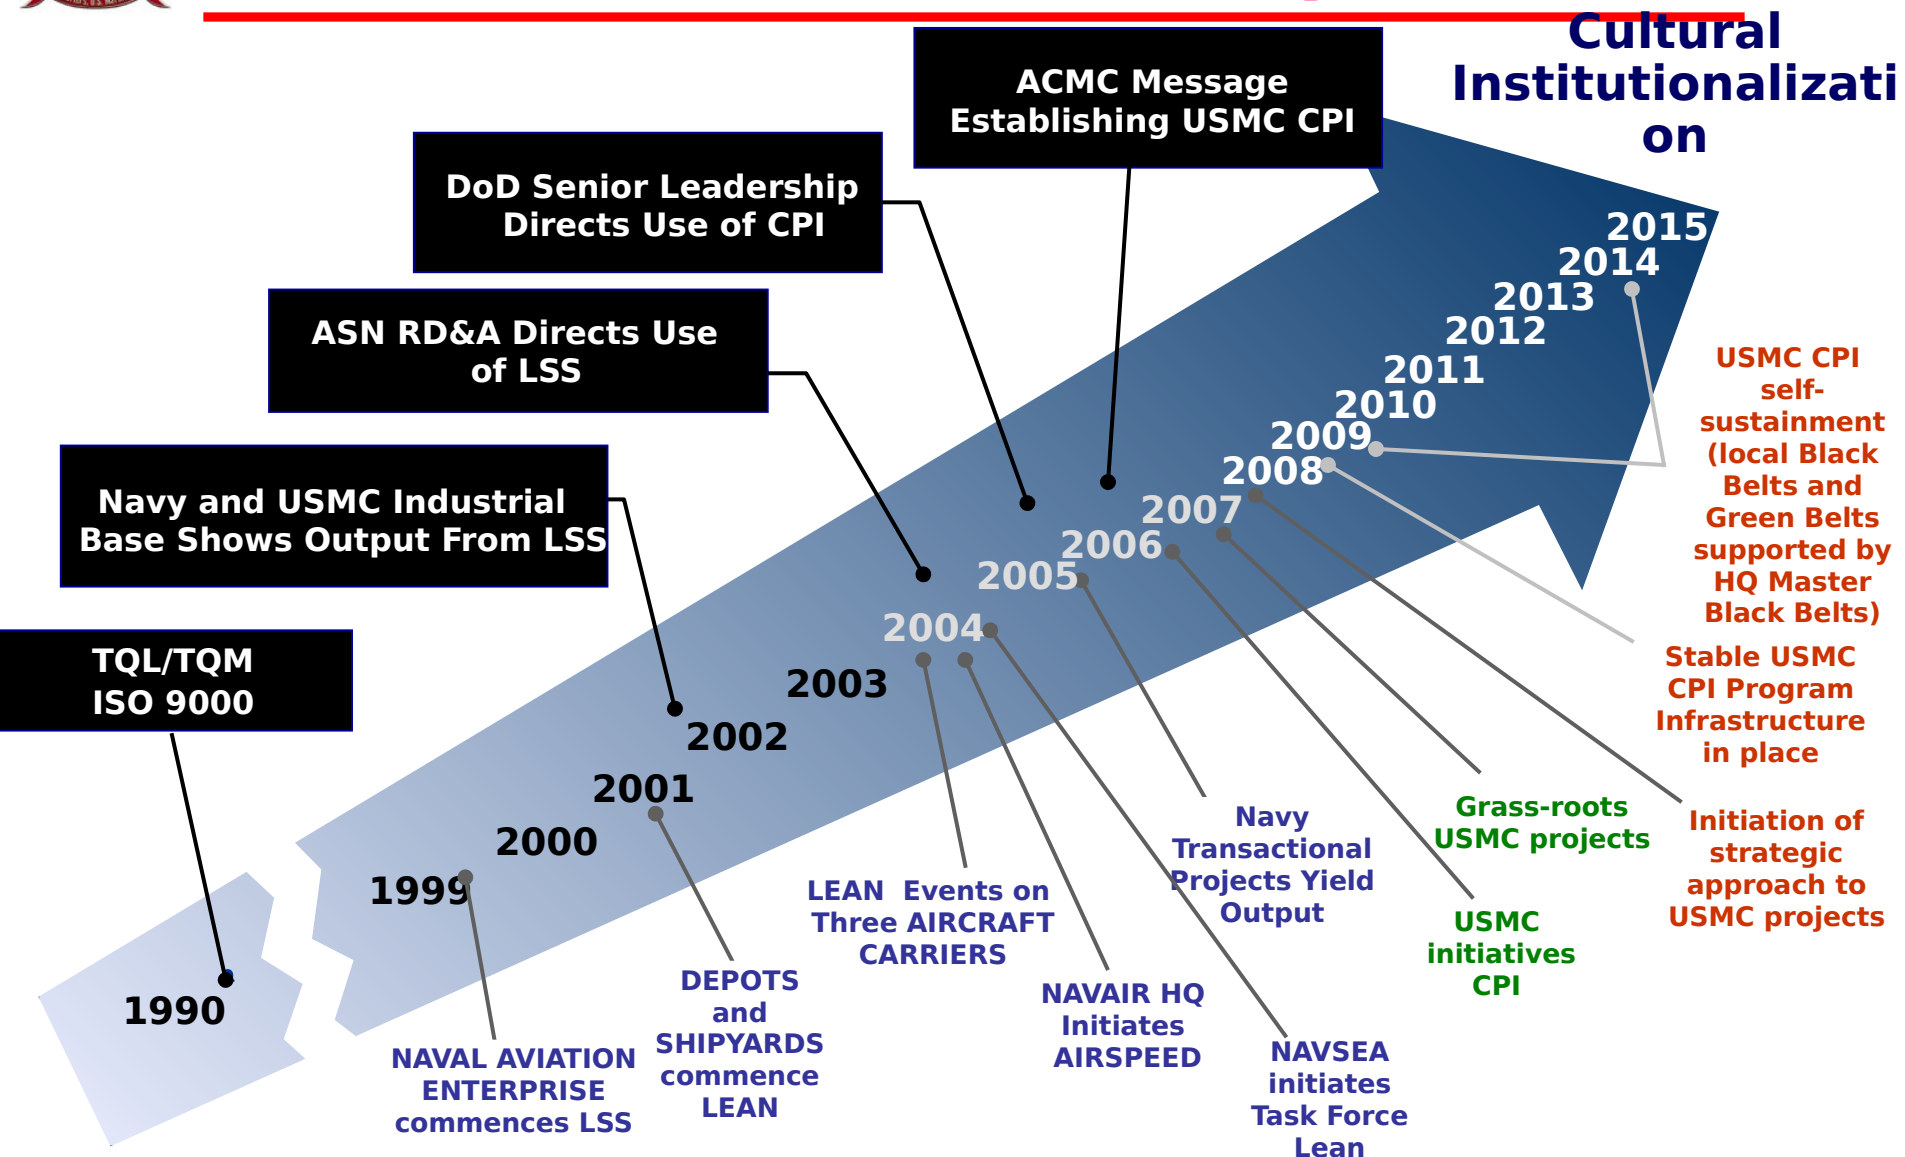 Cultural
Institutionalizati
on
ACMC Message
Establishing USMC CPI
DoD Senior Leadership
Directs Use of CPI
ASN RD&A Directs Use
of LSS
Navy and USMC Industrial
Base Shows Output From LSS
TQL/TQM
ISO 9000
2015
2014
2013
2012
2011
2010
2009
2008
2007
2006
2005
2004
2003
2002
2001
2000
1999
1990
USMC CPI
self-
sustainment
(local Black
Belts and
Green Belts
supported by
HQ Master
Black Belts)
Stable USMC
CPI Program
Infrastructure
in place
Initiation of
strategic
approach to
USMC projects
Grass-roots
USMC projects
USMC
initiatives
CPI
Navy
Transactional
Projects Yield
Output
NAVSEA
initiates
Task Force
Lean
NAVAIR HQ
Initiates
AIRSPEED
LEAN Events on
Three AIRCRAFT
CARRIERS
DEPOTS
and
SHIPYARDS
commence
LEAN
NAVAL AVIATION
ENTERPRISE
commences LSS